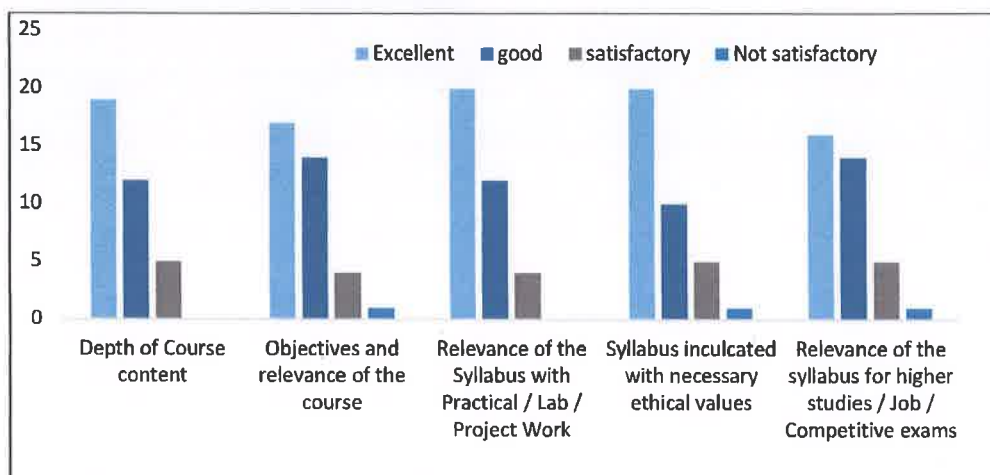 25
Excellent good satisfactory Not satisfactory
20
15
10
5
0
Depth of Course
content
Objectives and
relevance of the
course
Relevance of the
Syllabus with
Practical / Lab /
Project Work
Syllabus inculcated
with necessary
ethical values
Relevance of the
syllabus for higher
studies / Job /
Competitive exams